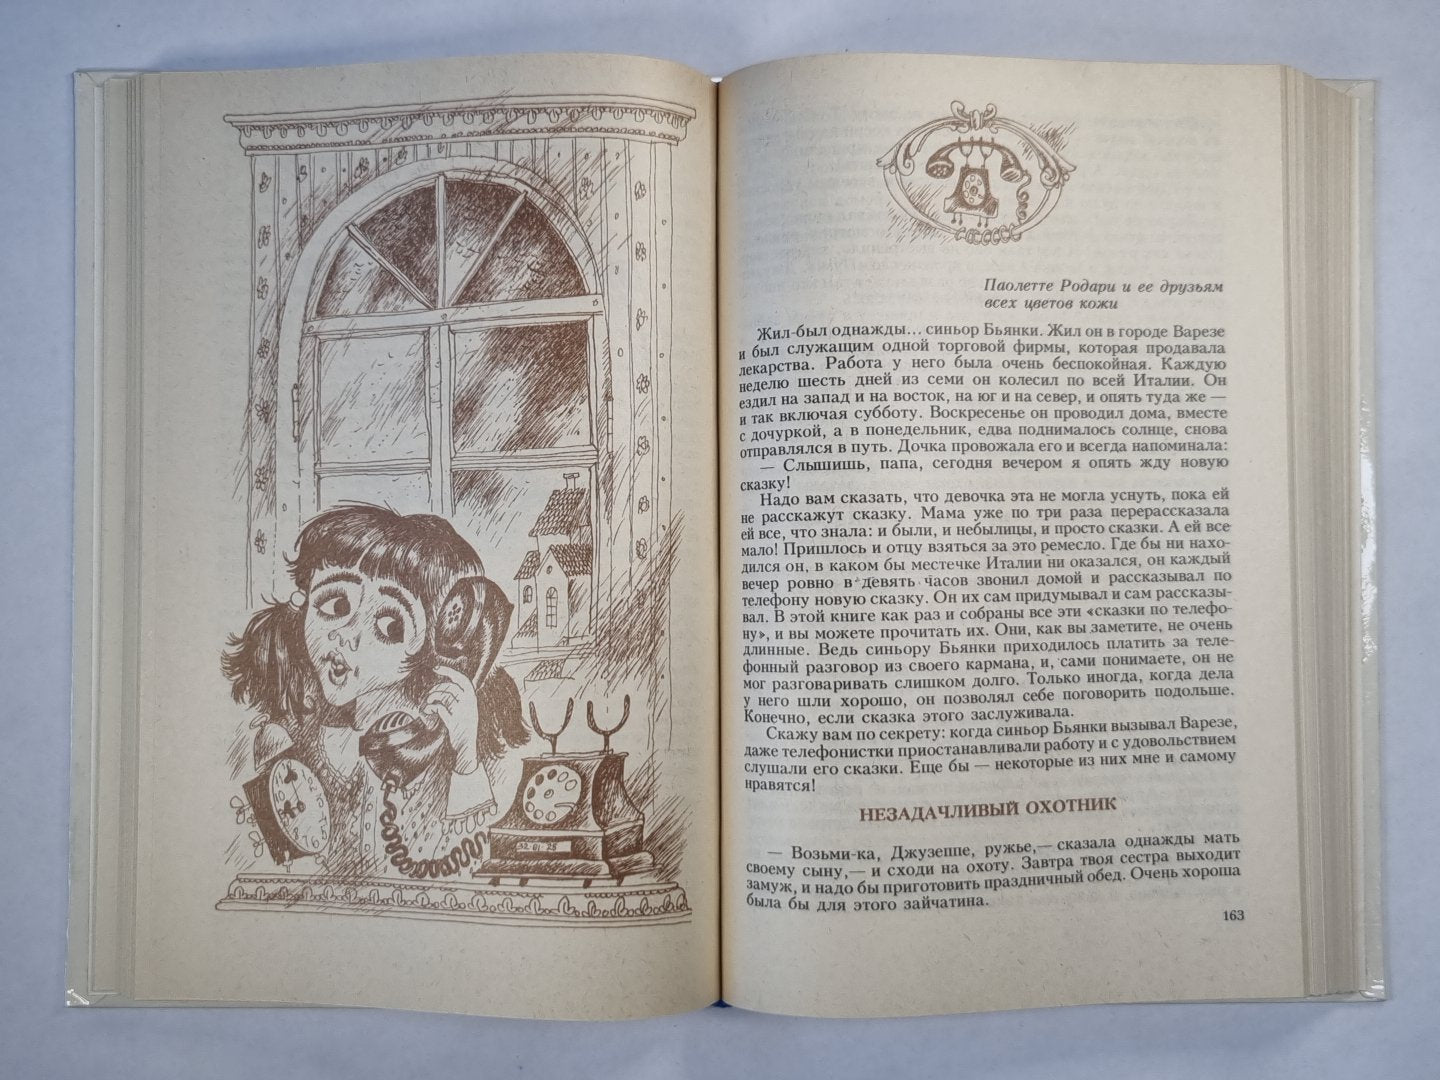 32-01-28
Паолетте Родари и ее друзьям
всех цветов кожи
Жил-был однажды... синьор Бьянки. Жил он в городе Варезе
и был служащим одной торговой фирмы, которая продавала
лекарства. Работа у него была очень беспокойная. Каждую
неделю шесть дней из семи он колесил по всей Италии. Он
ездил на запад и на восток, на юг и на север, и опять туда же —
и так включая субботу. Воскресенье он проводил дома, вместе
с дочуркой, а в понедельник, едва поднималось солнце, снова
отправлялся в путь. Дочка провожала его и всегда напоминала:
— Слышишь, папа, сегодня вечером я опять жду новую
сказку!
Надо вам сказать, что девочка эта не могла уснуть, пока ей
не расскажут сказку. Мама уже по три раза перерассказала
ей все, что знала: и были, и небылицы, и просто сказки. А ей все
мало! Пришлось и отцу взяться за это ремесло. Где бы ни нахо-
дился он, в каком бы местечке Италии ни оказался, он каждый
вечер ровно в девять часов звонил домой и рассказывал по
телефону новую сказку. Он их сам придумывал и сам рассказы-
вал. В этой книге как раз и собраны все эти «сказки по телефо-
ну», и вы можете прочитать их. Они, как вы заметите, не очень
длинные. Ведь синьору Бьянки приходилось платить за теле-
фонный разговор из своего кармана, и, сами понимаете, он не
мог разговаривать слишком долго. Только иногда, когда дела
у него шли хорошо, он позволял себе поговорить подольше.
Конечно, если сказка этого заслуживала.
Скажу вам по секрету: когда синьор Бьянки вызывал Варезе,
даже телефонистки приостанавливали работу и с удовольствием
слушали его сказки. Еще бы — некоторые из них мне и самому
нравятся!
НЕЗАДАЧЛИВЫЙ ОХОТНИК
— Возьми-ка, Джузеппе, ружье,— сказала однажды мать
своему сыну,— и сходи на охоту. Завтра твоя сестра выходит
замуж, и надо бы приготовить праздничный обед. Очень хороша
была бы для этого зайчатина.
163